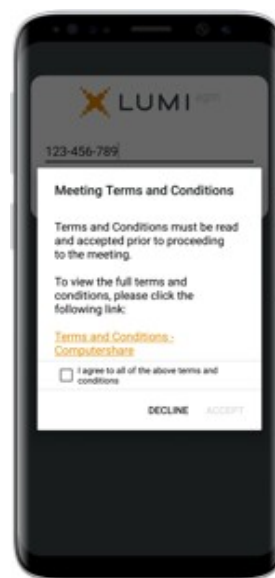 LUMI
123-456-789
Meeting Terms and Conditions
Terms and Conditions must be read
and accepted prior to proceeding
to the meeting.
To view the full terms and
conditions, please click the
following link:
Terms and Conditions -
Computershare
I agree to all of the above terms and
conditions
DECLINE ACCEPT